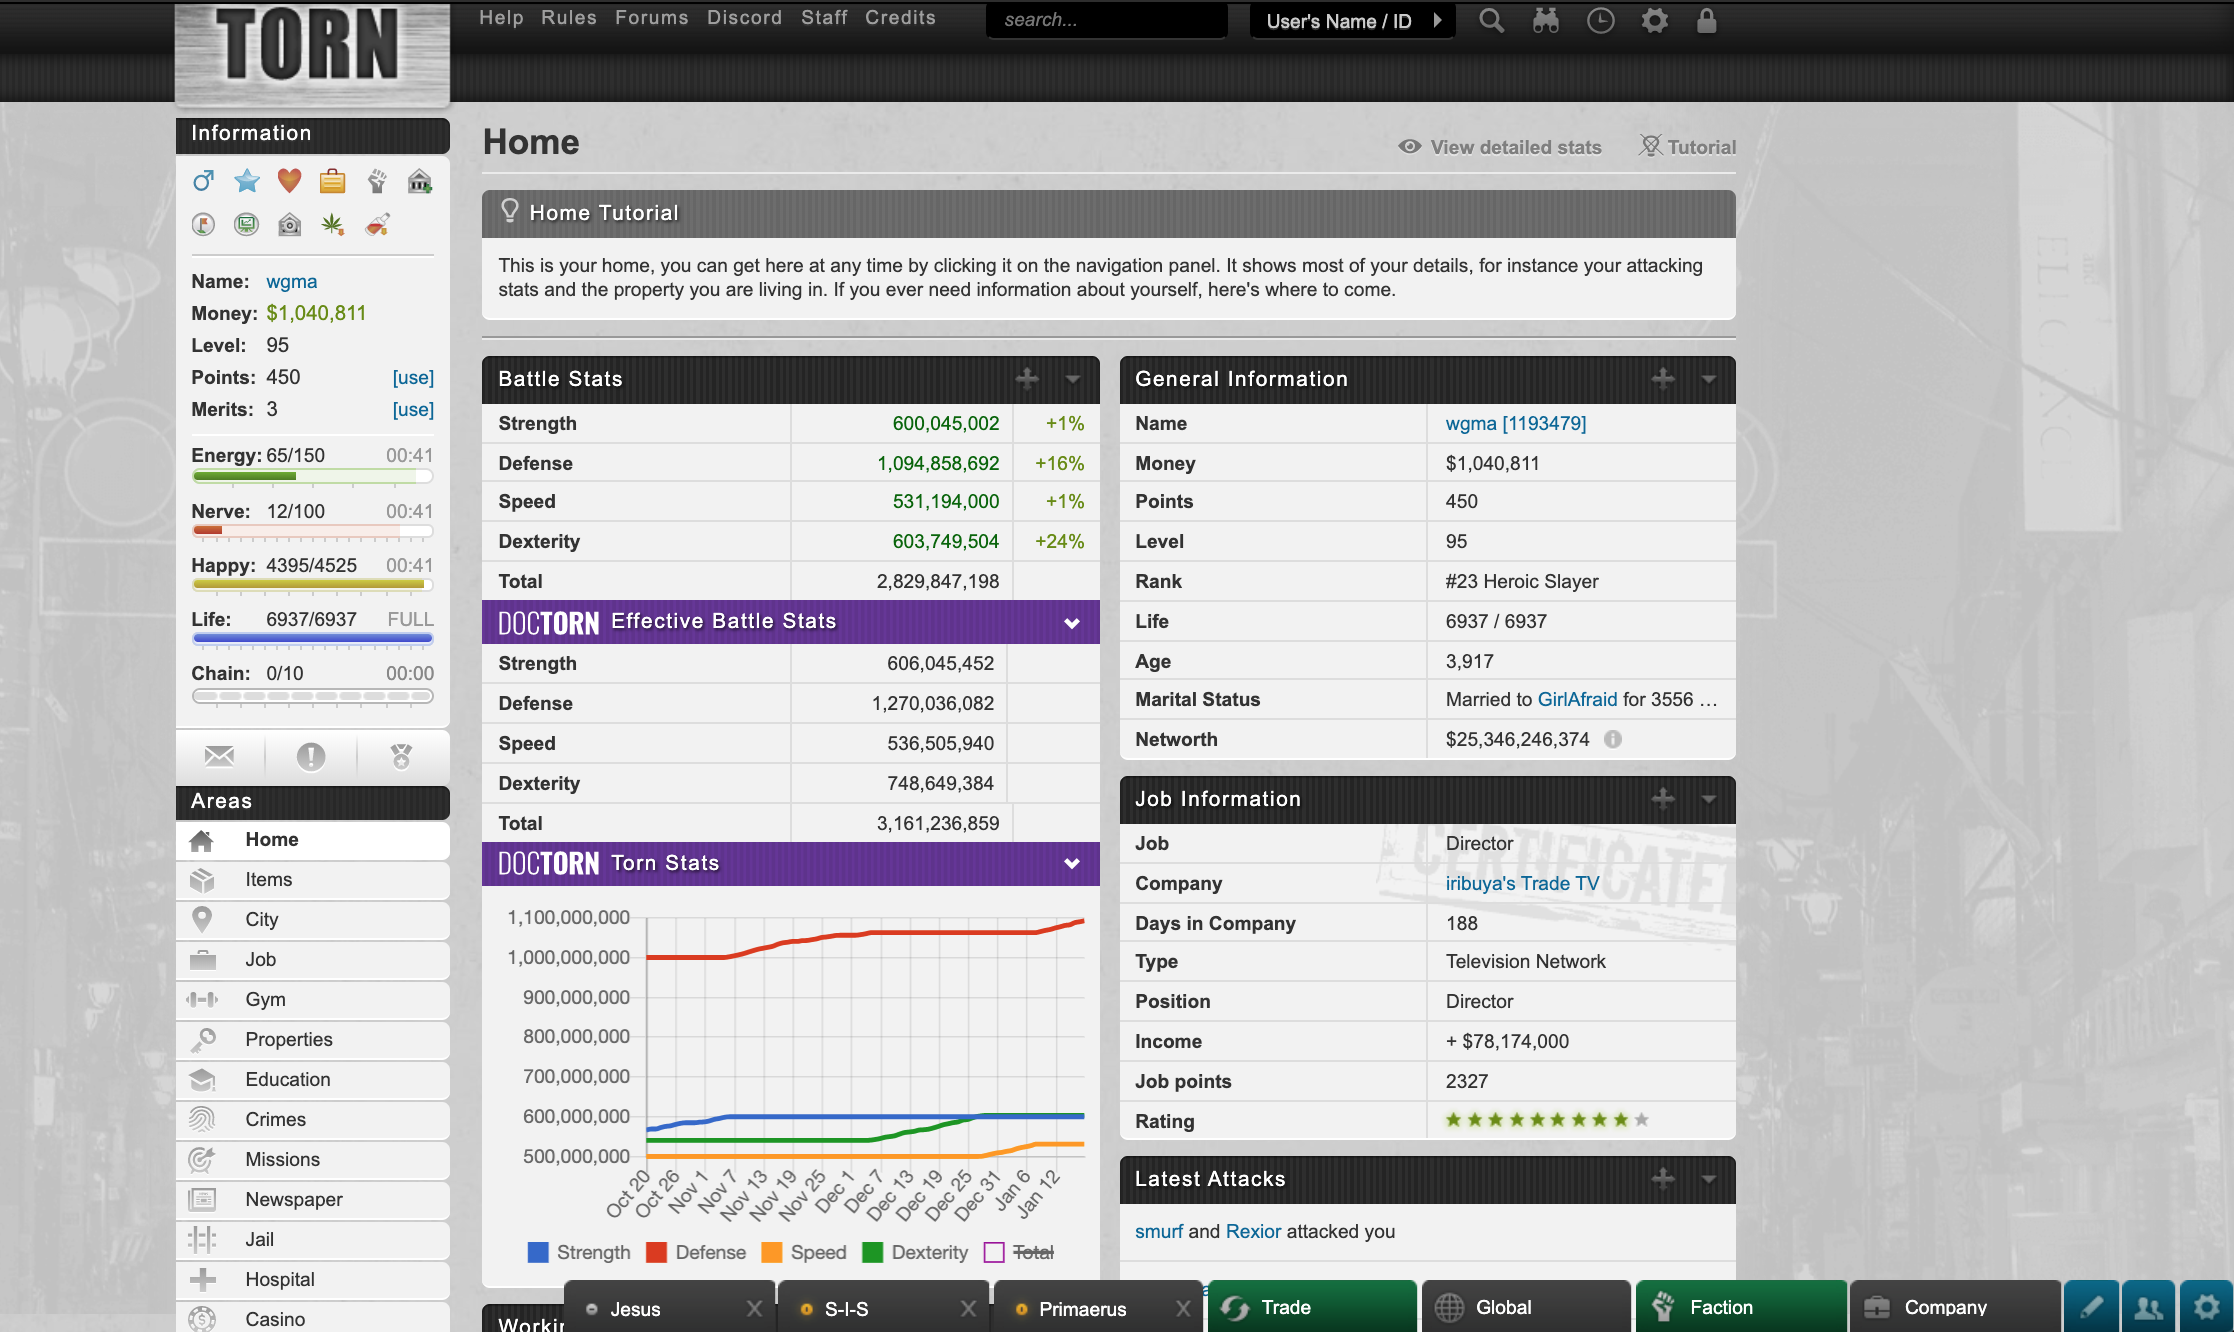 TORN
Help Rules Forums Discord Staff Credits
search...
User's Name / ID
Information
Name: wgma
Money: $1,040,811
Level: 95
Points: 450 [use]
Merits: 3 [use]
Energy: 65/150 00:41
Nerve: 12/100 00:41
Happy: 4395/4525 00:41
Life: 6937/6937 FULL
Chain: 0/10 00:00
Areas
Home
Items
City
Job
Gym
Properties
Education
Crimes
Missions
Newspaper
Jail
Hospital
Casino
Home
View detailed stats Tutorial
Home Tutorial
This is your home, you can get here at any time by clicking it on the navigation panel. It shows most of your details, for instance your attacking
stats and the property you are living in. If you ever need information about yourself, here's where to come.
Battle Stats
Strength 600,045,002 +1%
Defense 1,094,858,692 +16%
Speed 531,194,000 +1%
Dexterity 603,749,504 +24%
Total 2,829,847,198
DOCTORN Effective Battle Stats
Strength 606,045,452
Defense 1,270,036,082
Speed 536,505,940
Dexterity 748,649,384
Total 3,161,236,859
DOCTORN Torn Stats
1,100,000,000
1,000,000,000
900,000,000
800,000,000
700,000,000
600,000,000
500,000,000
Oct 20 Oct 26 Nov 1 Nov 7 Nov 13 Nov 19 Nov 25 Dec 1 Dec 7 Dec 13 Dec 19 Dec 25 Dec 31 Jan 6 Jan 12
Strength Defense Speed Dexterity Total
General Information
Name wgma [1193479]
Money $1,040,811
Points 450
Level 95
Rank #23 Heroic Slayer
Life 6937 / 6937
Age 3,917
Marital Status Married to GirlAfraid for 3556 ...
Networth $25,346,246,374
Job Information
CERTIFICATE
Job Director
Company iribuya's Trade TV
Days in Company 188
Type Television Network
Position Director
Income + $78,174,000
Job points 2327
Rating
Latest Attacks
smurf and Rexior attacked you
Jesus X S-I-S X Primaerus X Trade Global Faction Company